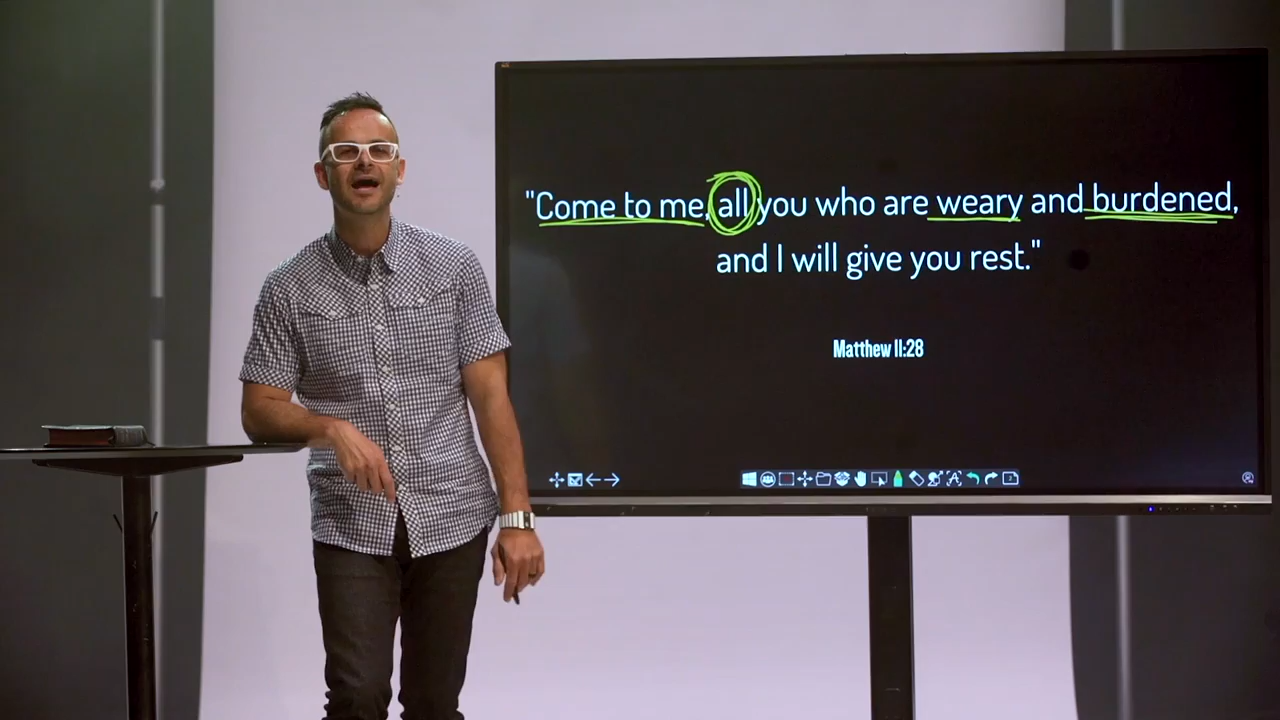 "Come to me, all you who are weary and burdened,
and I will give you rest."
Matthew 11:28